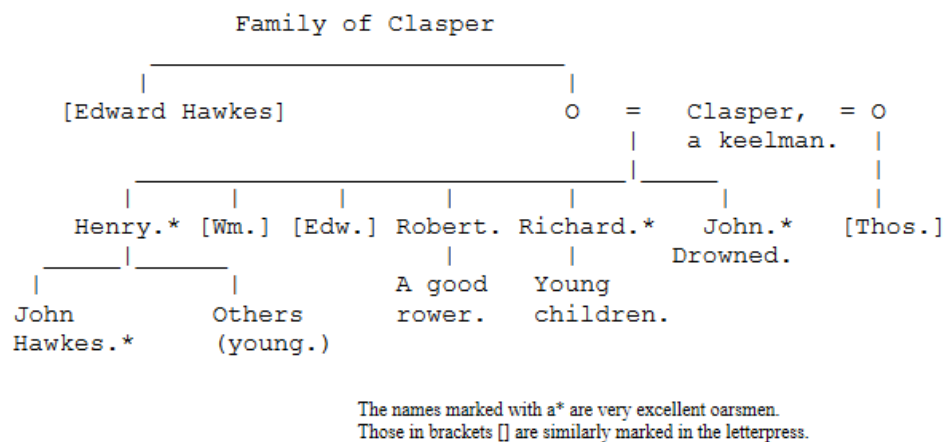 Family of Clasper
[Edward Hawkes] O = Clasper, = O
a keelman.
Henry.* [Wm.] [Edw.] Robert. Richard.* John.* [Thos.]
Drowned.
A good Young
John Others rower. children.
Hawkes.* (young.)
The names marked with a* are very excellent oarsmen.
Those in brackets [] are similarly marked in the letterpress.